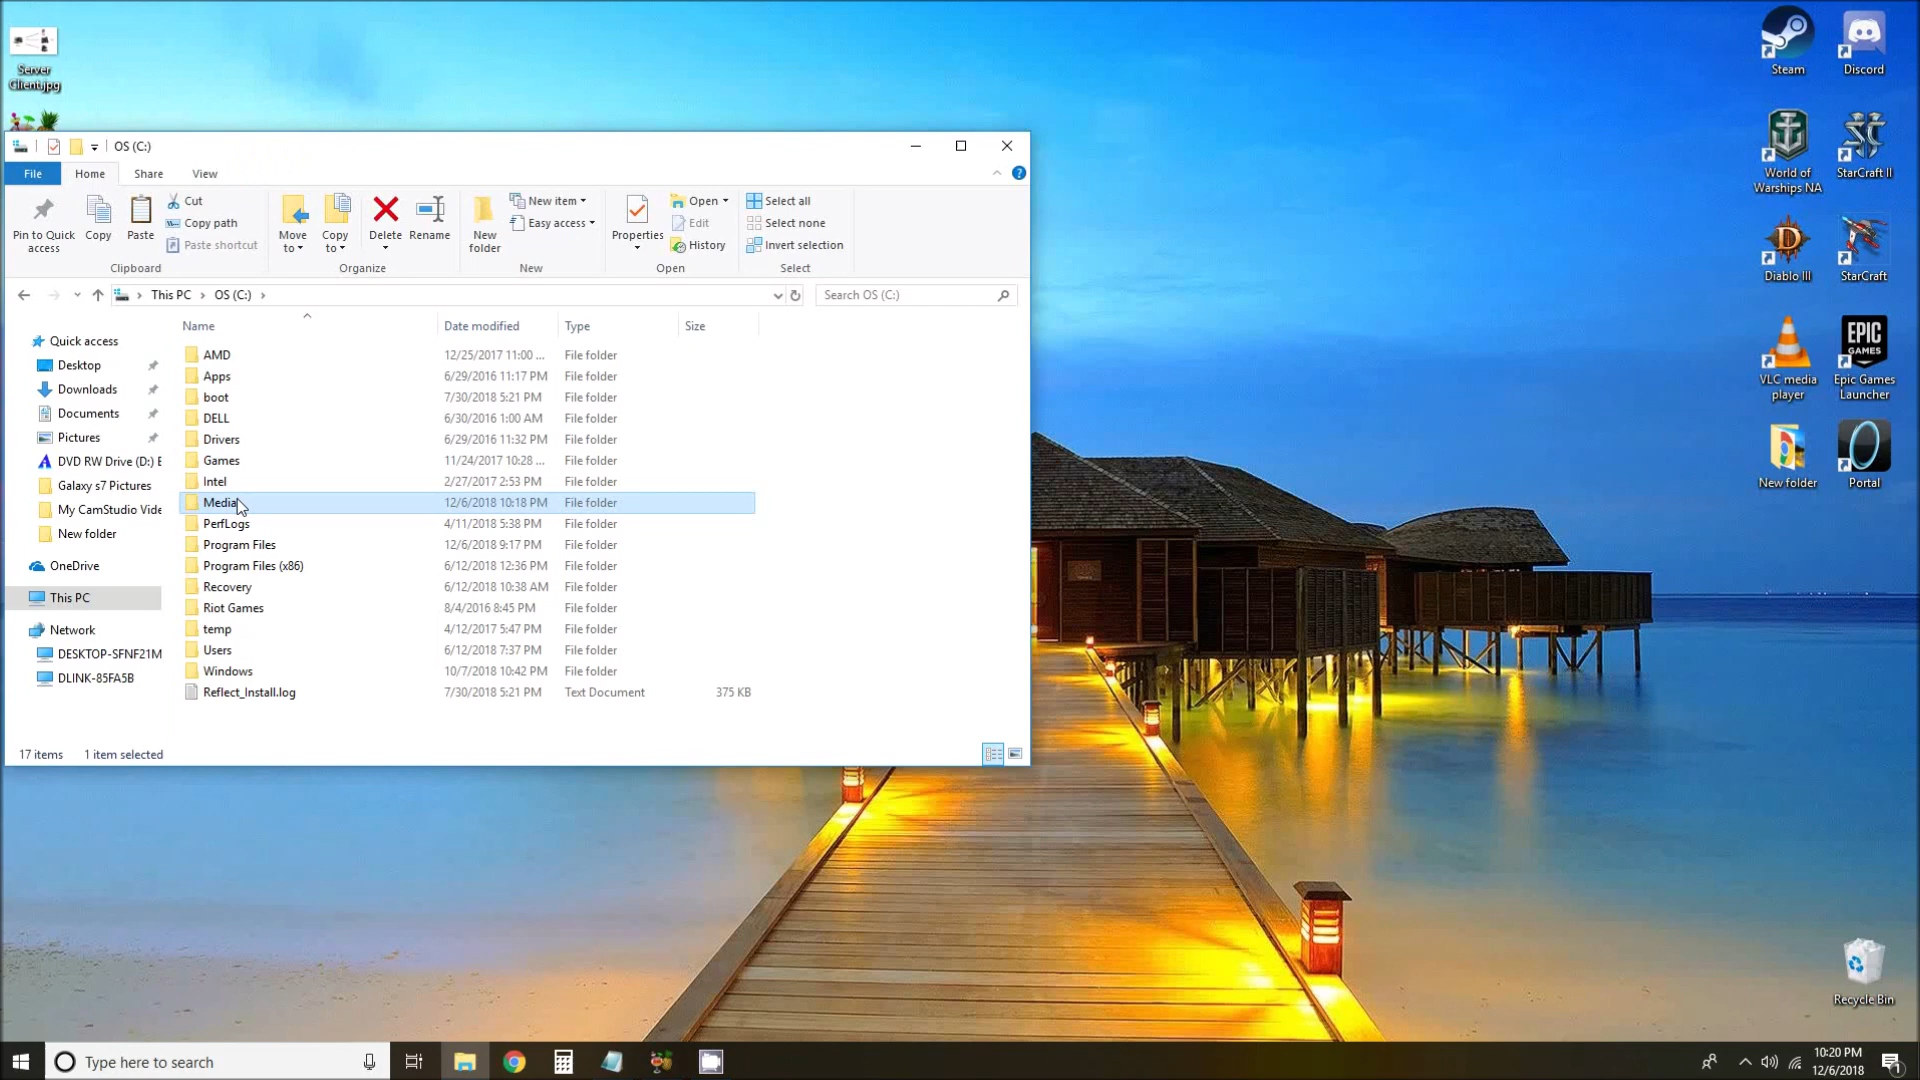 Server
Client.jpg
OS (C:)
File
Home
Share
View
Pin to Quick
access
Copy
Paste
Cut
Copy path
Paste shortcut
Clipboard
Move
to
Copy
to
Delete
Rename
Organize
New
folder
New item
Easy access
New
Properties
Open
Edit
History
Open
Select all
Select none
Invert selection
Select
This PC
OS (C:)
Search OS (C:)
Name
Date modified
Type
Size
Quick access
Desktop
Downloads
Documents
Pictures
DVD RW Drive (D:) E
Galaxy s7 Pictures
My CamStudio Vide
New folder
OneDrive
This PC
Network
DESKTOP-SFNF21M
DLINK-85FA5B
AMD 12/25/2017 11:00 ... File folder
Apps 6/29/2016 11:17 PM File folder
boot 7/30/2018 5:21 PM File folder
DELL 6/30/2016 1:00 AM File folder
Drivers 6/29/2016 11:32 PM File folder
Games 11/24/2017 10:28 ... File folder
Intel 2/27/2017 2:53 PM File folder
Media 12/6/2018 10:18 PM File folder
PerfLogs 4/11/2018 5:38 PM File folder
Program Files 12/6/2018 9:17 PM File folder
Program Files (x86) 6/12/2018 12:36 PM File folder
Recovery 6/12/2018 10:38 AM File folder
Riot Games 8/4/2016 8:45 PM File folder
temp 4/12/2017 5:47 PM File folder
Users 6/12/2018 7:37 PM File folder
Windows 10/7/2018 10:42 PM File folder
Reflect_Install.log 7/30/2018 5:21 PM Text Document 375 KB
17 items 1 item selected
Steam
Discord
World of
Warships NA
StarCraft II
Diablo III
StarCraft
VLC media
player
EPIC
GAMES
Epic Games
Launcher
New folder
Portal
Recycle Bin
Type here to search
10:20 PM
12/6/2018
1